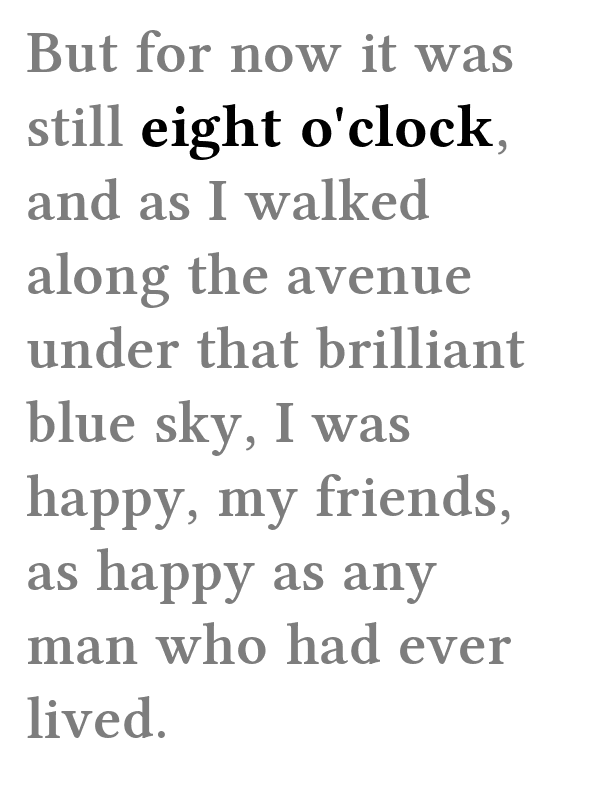 But for now it was
still eight o'clock,
and as I walked
along the avenue
under that brilliant
blue sky, I was
happy, my friends,
as happy as any
man who had ever
lived.